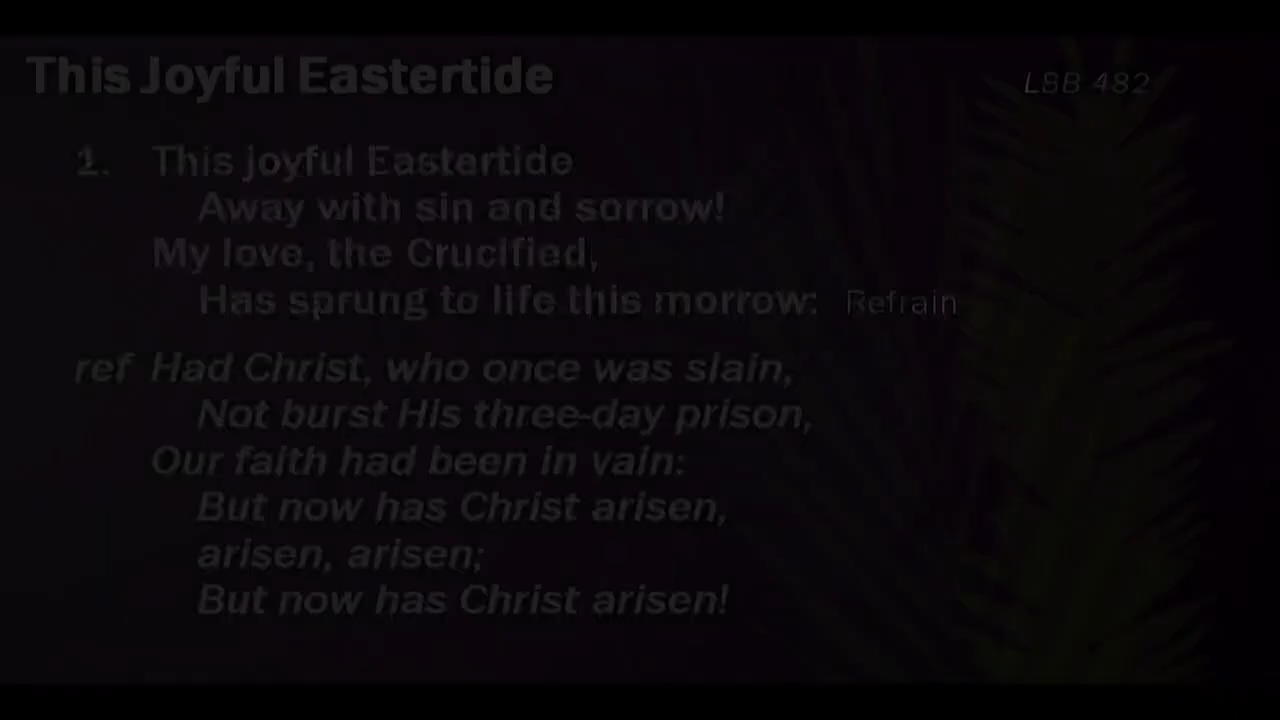 This Joyful Eastertide
LSB 482
1. This joyful Eastertide
Away with sin and sorrow!
My love, the Crucified,
Has sprung to life this morrow: Refrain
ref Had Christ, who once was slain,
Not burst His three-day prison,
Our faith had been in vain:
But now has Christ arisen,
arisen, arisen;
But now has Christ arisen!